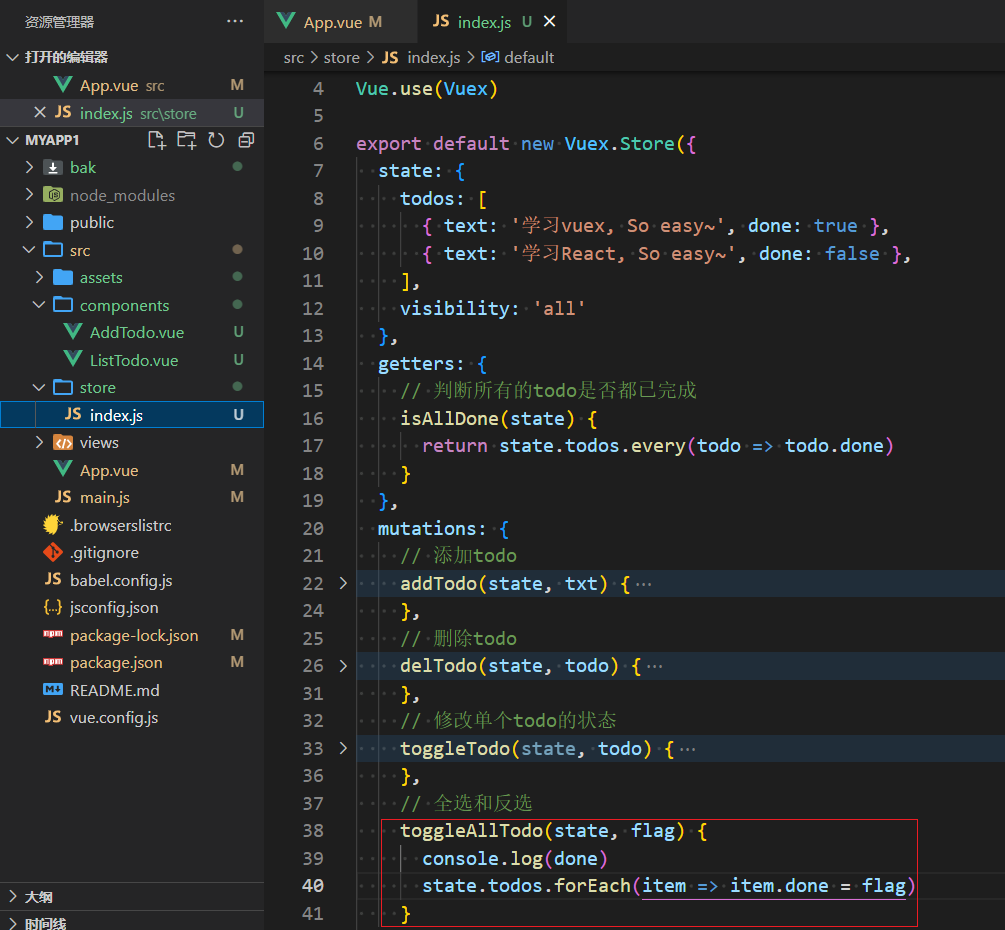 资源管理器
···
打开的编辑器
App.vue src M
× JS index.js src\store U
MYAPP1
bak
node_modules
public
src
assets
components
AddTodo.vue U
ListTodo.vue U
store
JS index.js U
views
App.vue M
JS main.js M
.browserslistrc
.gitignore
JS babel.config.js
{..} jsconfig.json
npm package-lock.json M
npm package.json M
README.md
JS vue.config.js
大纲
时间线
App.vue M
JS index.js U ×
src > store > JS index.js > default
4 Vue.use(Vuex)
5
6 export default new Vuex.Store({
7 state: {
8 todos: [
9 { text: '学习vuex, So easy~', done: true },
10 { text: '学习React, So easy~', done: false },
11 ],
12 visibility: 'all'
13 },
14 getters: {
15 // 判断所有的todo是否都已完成
16 isAllDone(state) {
17 return state.todos.every(todo => todo.done)
18 }
19 },
20 mutations: {
21 // 添加todo
22 > addTodo(state, txt) { ···
24 },
25 // 删除todo
26 > delTodo(state, todo) { ···
31 },
32 // 修改单个todo的状态
33 > toggleTodo(state, todo) { ···
36 },
37 // 全选和反选
38 toggleAllTodo(state, flag) {
39 console.log(done)
40 state.todos.forEach(item => item.done = flag)
41 }